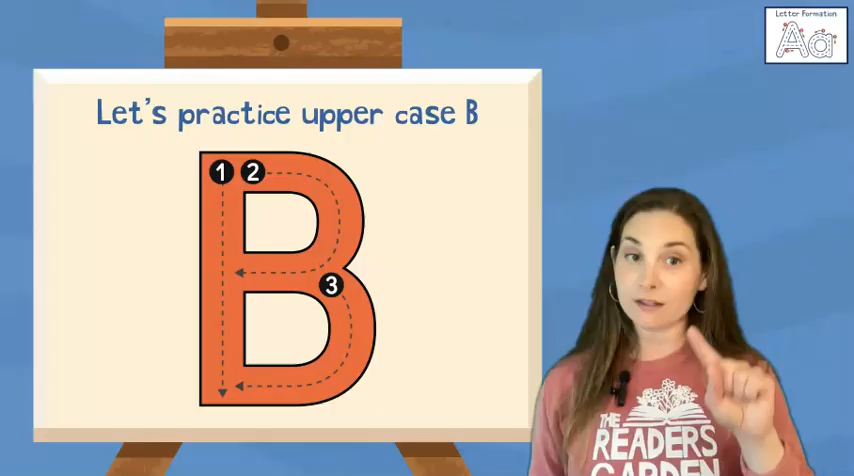 Letter Formation
Aa
Let's practice upper case B
1 2
B
3
THE
READERS
GARDEN